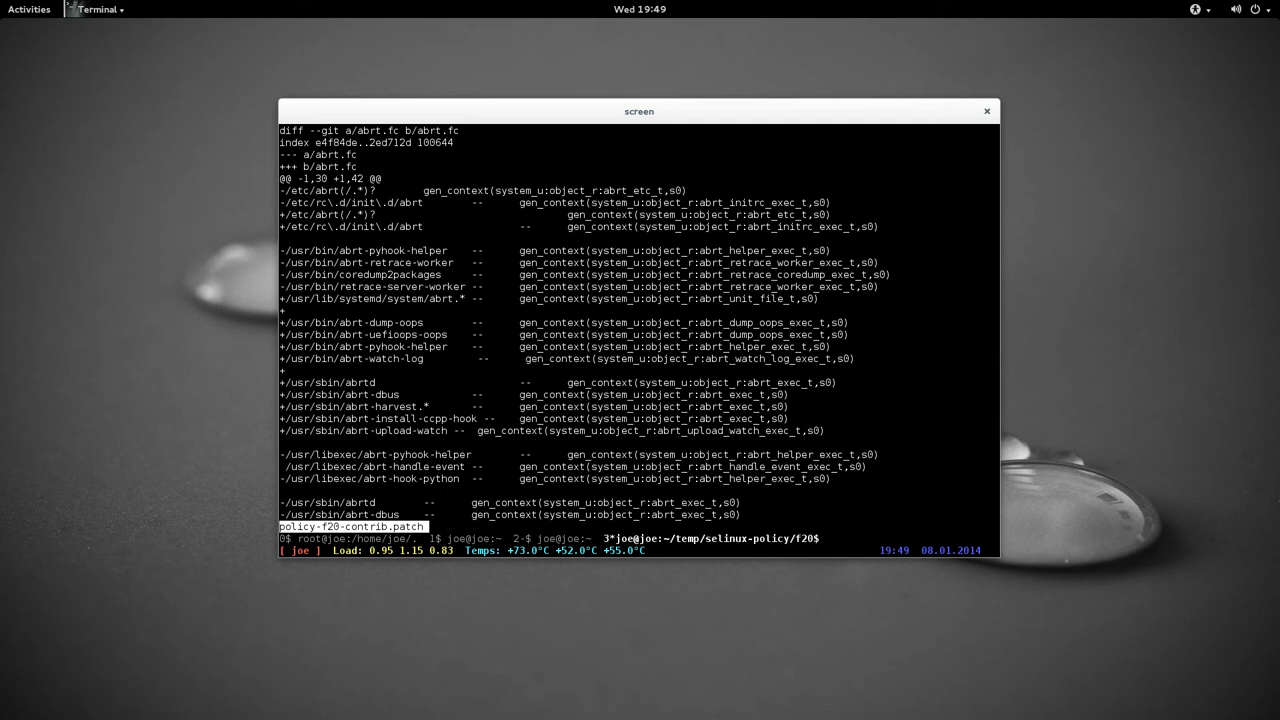 Activities Terminal Wed 19:49
screen
diff --git a/abrt.fc b/abrt.fc
index e4f84de..2ed712d 100644
--- a/abrt.fc
+++ b/abrt.fc
@@ -1,30 +1,42 @@
-/etc/abrt(/.*)? gen_context(system_u:object_r:abrt_etc_t,s0)
-/etc/rc\.d/init\.d/abrt -- gen_context(system_u:object_r:abrt_initrc_exec_t,s0)
+/etc/abrt(/.*)? gen_context(system_u:object_r:abrt_etc_t,s0)
+/etc/rc\.d/init\.d/abrt -- gen_context(system_u:object_r:abrt_initrc_exec_t,s0)
-/usr/bin/abrt-pyhook-helper -- gen_context(system_u:object_r:abrt_helper_exec_t,s0)
-/usr/bin/abrt-retrace-worker -- gen_context(system_u:object_r:abrt_retrace_worker_exec_t,s0)
-/usr/bin/coredump2packages -- gen_context(system_u:object_r:abrt_retrace_coredump_exec_t,s0)
-/usr/bin/retrace-server-worker -- gen_context(system_u:object_r:abrt_retrace_worker_exec_t,s0)
+/usr/lib/systemd/system/abrt.* -- gen_context(system_u:object_r:abrt_unit_file_t,s0)
+
+/usr/bin/abrt-dump-oops -- gen_context(system_u:object_r:abrt_dump_oops_exec_t,s0)
+/usr/bin/abrt-uefioops-oops -- gen_context(system_u:object_r:abrt_dump_oops_exec_t,s0)
+/usr/bin/abrt-pyhook-helper -- gen_context(system_u:object_r:abrt_helper_exec_t,s0)
+/usr/bin/abrt-watch-log -- gen_context(system_u:object_r:abrt_watch_log_exec_t,s0)
+
+/usr/sbin/abrtd -- gen_context(system_u:object_r:abrt_exec_t,s0)
+/usr/sbin/abrt-dbus -- gen_context(system_u:object_r:abrt_exec_t,s0)
+/usr/sbin/abrt-harvest.* -- gen_context(system_u:object_r:abrt_exec_t,s0)
+/usr/sbin/abrt-install-ccpp-hook -- gen_context(system_u:object_r:abrt_exec_t,s0)
+/usr/sbin/abrt-upload-watch -- gen_context(system_u:object_r:abrt_upload_watch_exec_t,s0)
-/usr/libexec/abrt-pyhook-helper -- gen_context(system_u:object_r:abrt_helper_exec_t,s0)
/usr/libexec/abrt-handle-event -- gen_context(system_u:object_r:abrt_handle_event_exec_t,s0)
-/usr/libexec/abrt-hook-python -- gen_context(system_u:object_r:abrt_helper_exec_t,s0)
-/usr/sbin/abrtd -- gen_context(system_u:object_r:abrt_exec_t,s0)
-/usr/sbin/abrt-dbus -- gen_context(system_u:object_r:abrt_exec_t,s0)
policy-f20-contrib.patch
0$ root@joe:/home/joe/. 1$ joe@joe:~ 2-$ joe@joe:~ 3*joe@joe:~/temp/selinux-policy/f20$
[ joe ] Load: 0.95 1.15 0.83 Temps: +73.0°C +52.0°C +55.0°C 19:49 08.01.2014